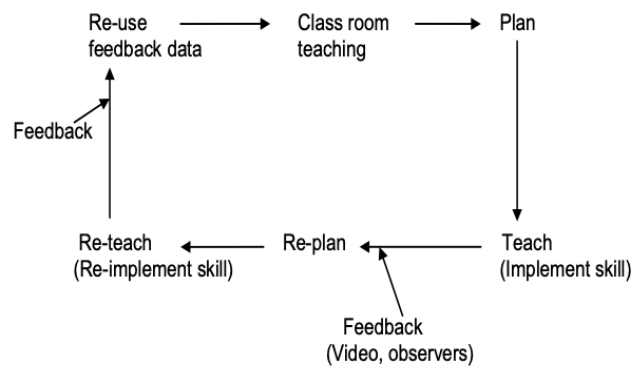 Re-use
feedback data
Class room
teaching
Plan
Feedback
Re-teach
(Re-implement skill)
Re-plan
Teach
(Implement skill)
Feedback
(Video, observers)